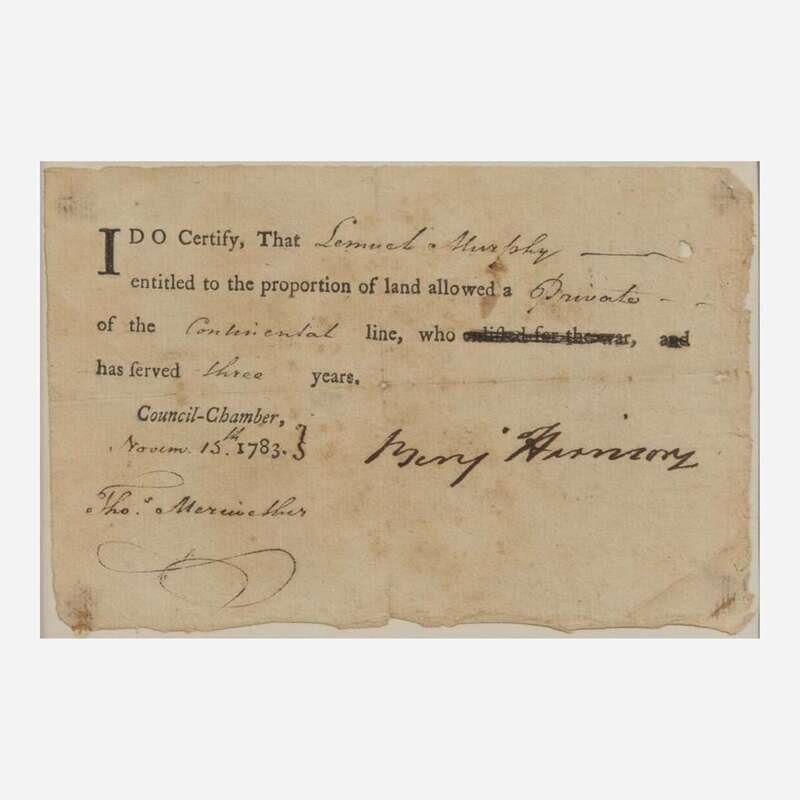 I DO Certify, That Lemuel Murphy
entitled to the proportion of land allowed a Private
of the Continental line, who enlisted for the war, and
has served three years.
Council-Chamber,
Novem. 15th. 1783.
Benj Harrison
Thos. Meriwether